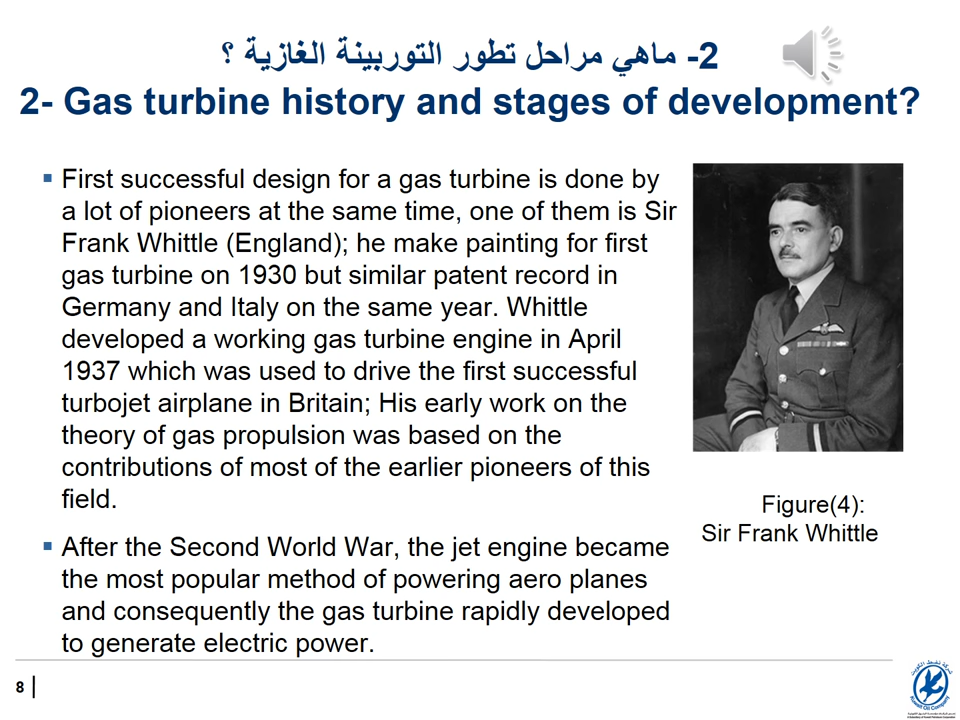 2- ماهي مراحل تطور التوربينة الغازية ؟
2- Gas turbine history and stages of development?
▪ First successful design for a gas turbine is done by
a lot of pioneers at the same time, one of them is Sir
Frank Whittle (England); he make painting for first
gas turbine on 1930 but similar patent record in
Germany and Italy on the same year. Whittle
developed a working gas turbine engine in April
1937 which was used to drive the first successful
turbojet airplane in Britain; His early work on the
theory of gas propulsion was based on the
contributions of most of the earlier pioneers of this
field.
Figure(4):
Sir Frank Whittle
▪ After the Second World War, the jet engine became
the most popular method of powering aero planes
and consequently the gas turbine rapidly developed
to generate electric power.
8
شركة نفط الكويت
Kuwait Oil Company